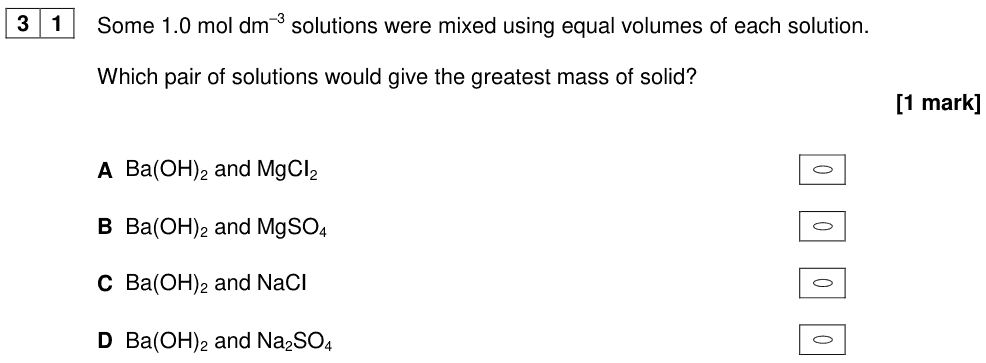 3 1 Some 1.0 mol dm⁻³ solutions were mixed using equal volumes of each solution.
Which pair of solutions would give the greatest mass of solid?
[1 mark]
A Ba(OH)₂ and MgCl₂
B Ba(OH)₂ and MgSO₄
C Ba(OH)₂ and NaCl
D Ba(OH)₂ and Na₂SO₄